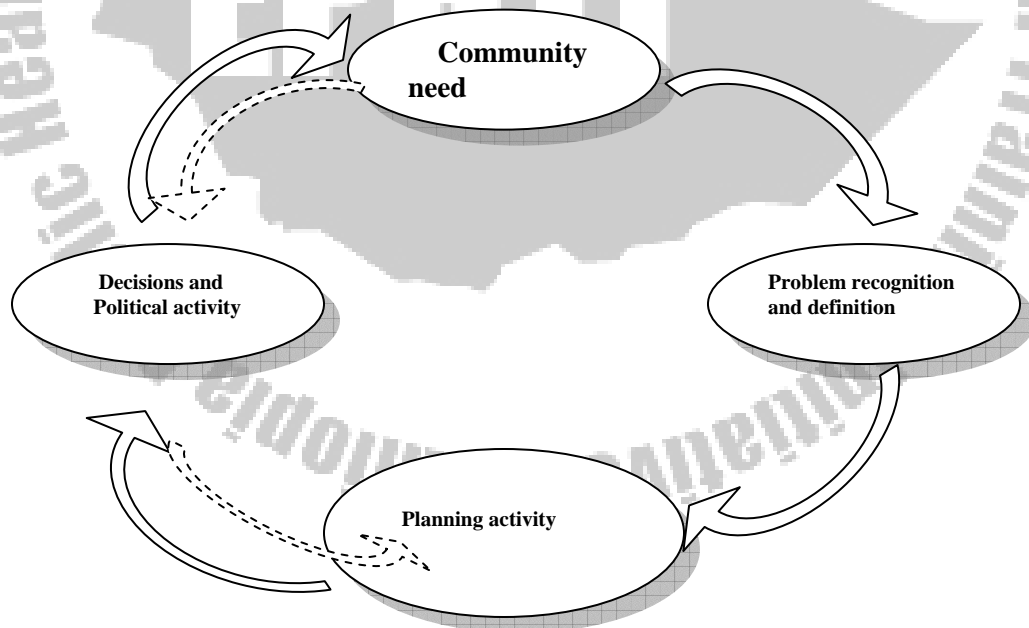 Community
need
Decisions and
Political activity
Problem recognition
and definition
Planning activity